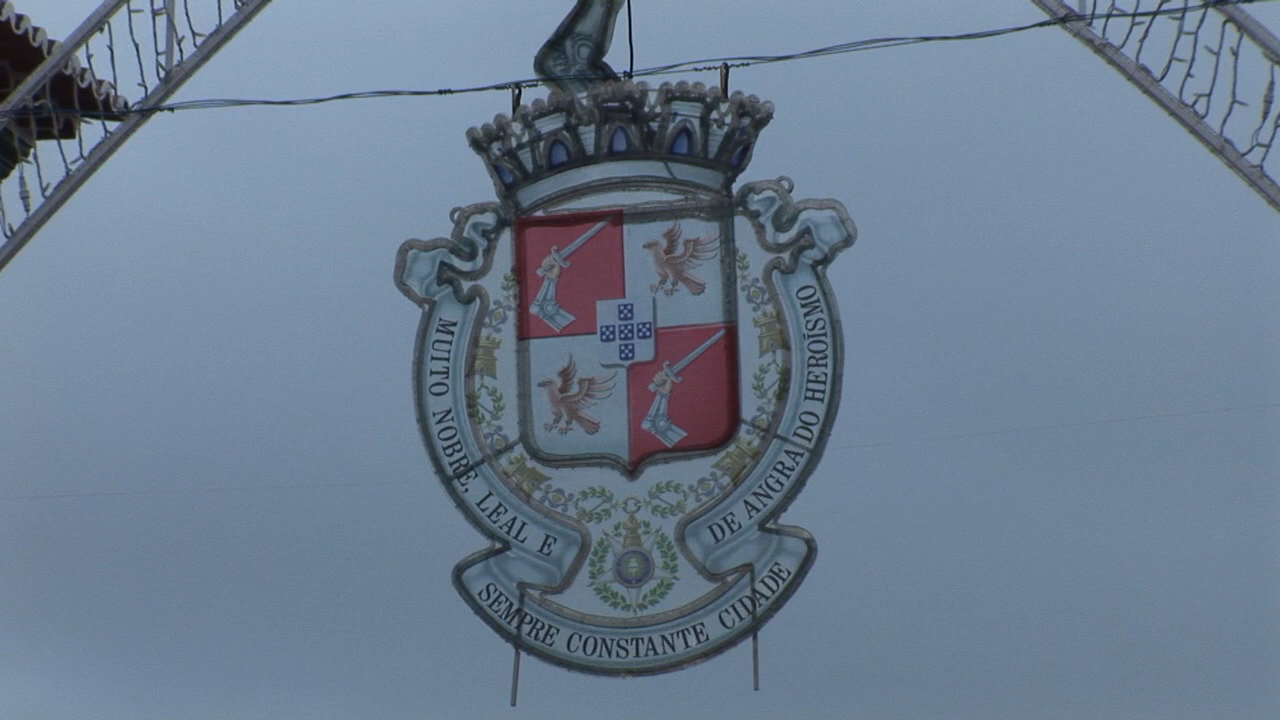 MUITO NOBRE, LEAL E
SEMPRE CONSTANTE CIDADE
DE ANGRA DO HEROÍSMO